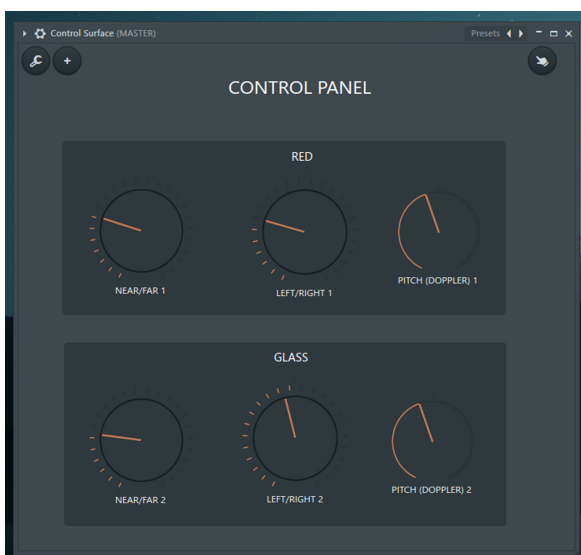 Control Surface (MASTER)
Presets
+
CONTROL PANEL
RED
NEAR/FAR 1
LEFT/RIGHT 1
PITCH (DOPPLER) 1
GLASS
NEAR/FAR 2
LEFT/RIGHT 2
PITCH (DOPPLER) 2